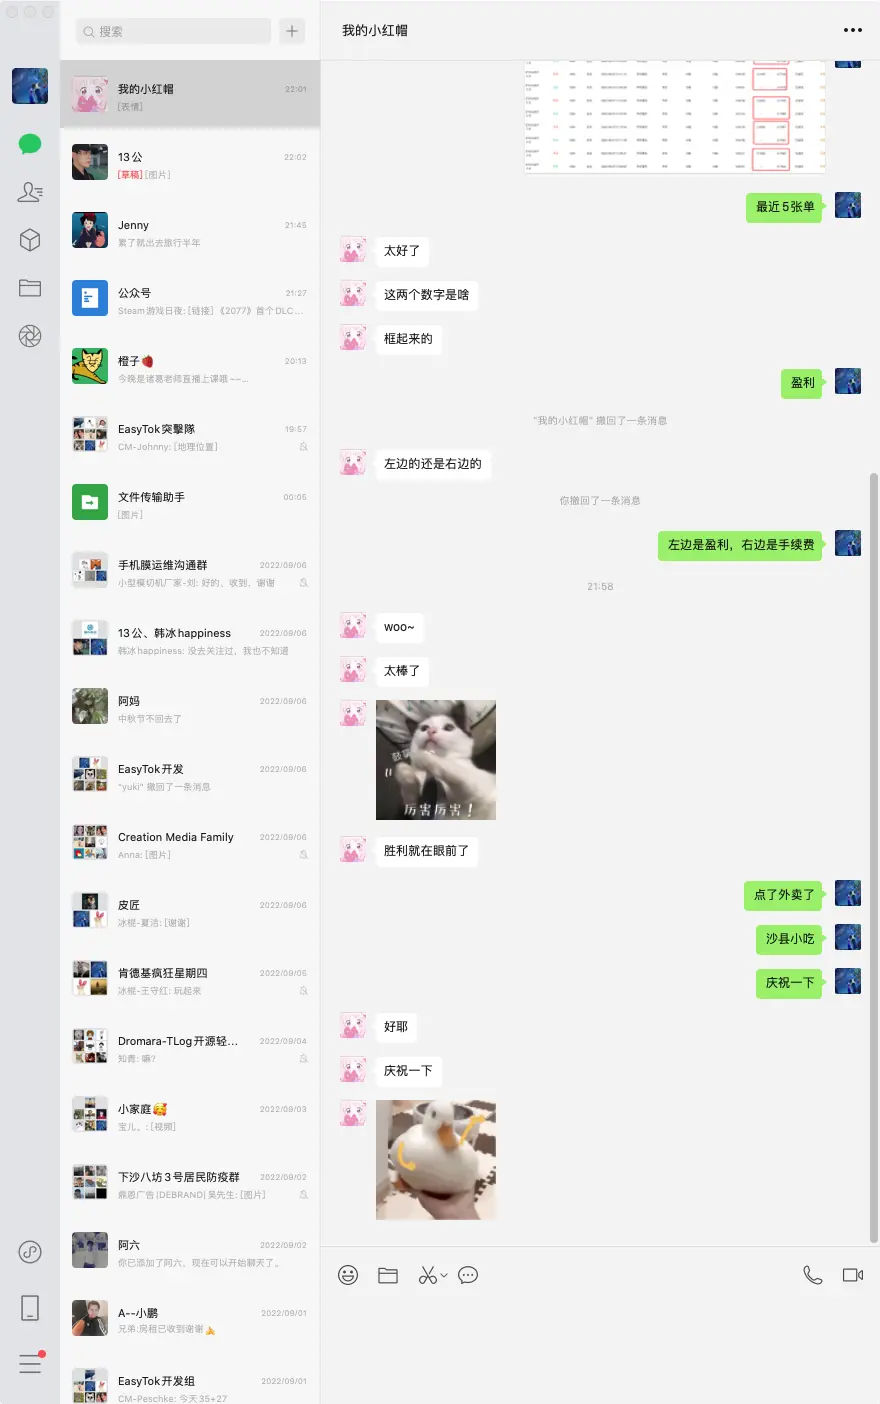 搜索
我的小红帽
22:01
[表情]
13公
22:02
[草稿][图片]
Jenny
21:45
累了就出去旅行半年
公众号
21:27
Steam游戏日夜: [链接]《2077》首个DLC...
橙子🍓
20:13
今晚是诸葛老师直播上课哦~~...
EasyTok突擊隊
19:57
CM-Johnny: [地理位置]
文件传输助手
00:05
[图片]
手机膜运维沟通群
2022/09/06
小型模切机厂家-刘: 好的、收到、谢谢
13公、韩冰happiness
2022/09/06
韩冰happiness: 没去关注过，我也不知道
阿妈
2022/09/06
中秋节不回去了
EasyTok开发
2022/09/06
"yuki" 撤回了一条消息
Creation Media Family
2022/09/06
Anna: [图片]
皮匠
2022/09/06
冰棍-夏洁: [谢谢]
肯德基疯狂星期四
2022/09/05
冰棍-王守红: 玩起来
Dromara-TLog开源轻...
2022/09/04
知青: 嘛?
小家庭🥰
2022/09/03
宝儿。: [视频]
下沙八坊3号居民防疫群
2022/09/02
鼎恩广告|DEBRAND|吴先生: [图片]
阿六
2022/09/02
你已添加了阿六，现在可以开始聊天了。
A--小鹏
2022/09/01
兄弟:房租已收到谢谢🙏
EasyTok开发组
2022/09/01
CM-Peschke: 今天35+27
我的小红帽
最近5张单
太好了
这两个数字是啥
框起来的
盈利
"我的小红帽" 撤回了一条消息
左边的还是右边的
你撤回了一条消息
左边是盈利，右边是手续费
21:58
woo~
太棒了
鼓掌
厉害厉害！
胜利就在眼前了
点了外卖了
沙县小吃
庆祝一下
好耶
庆祝一下